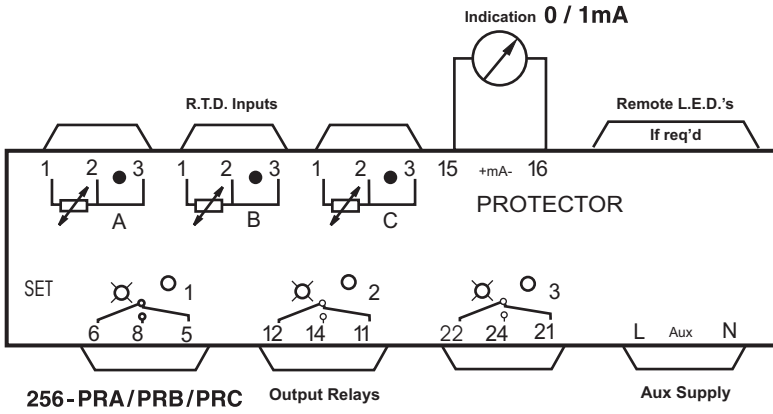 Indication 0 / 1mA
R.T.D. Inputs
Remote L.E.D.'s
If req'd
1 2 3 1 2 3 1 2 3 15 +mA- 16
A B C PROTECTOR
SET 1 2 3
6 8 5 12 14 11 22 24 21 L Aux N
256-PRA/PRB/PRC Output Relays Aux Supply